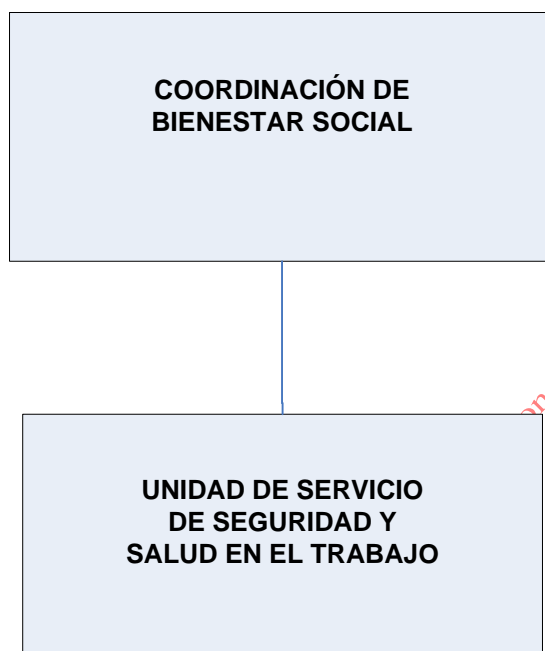 COORDINACIÓN DE
BIENESTAR SOCIAL
UNIDAD DE SERVICIO
DE SEGURIDAD Y
SALUD EN EL TRABAJO